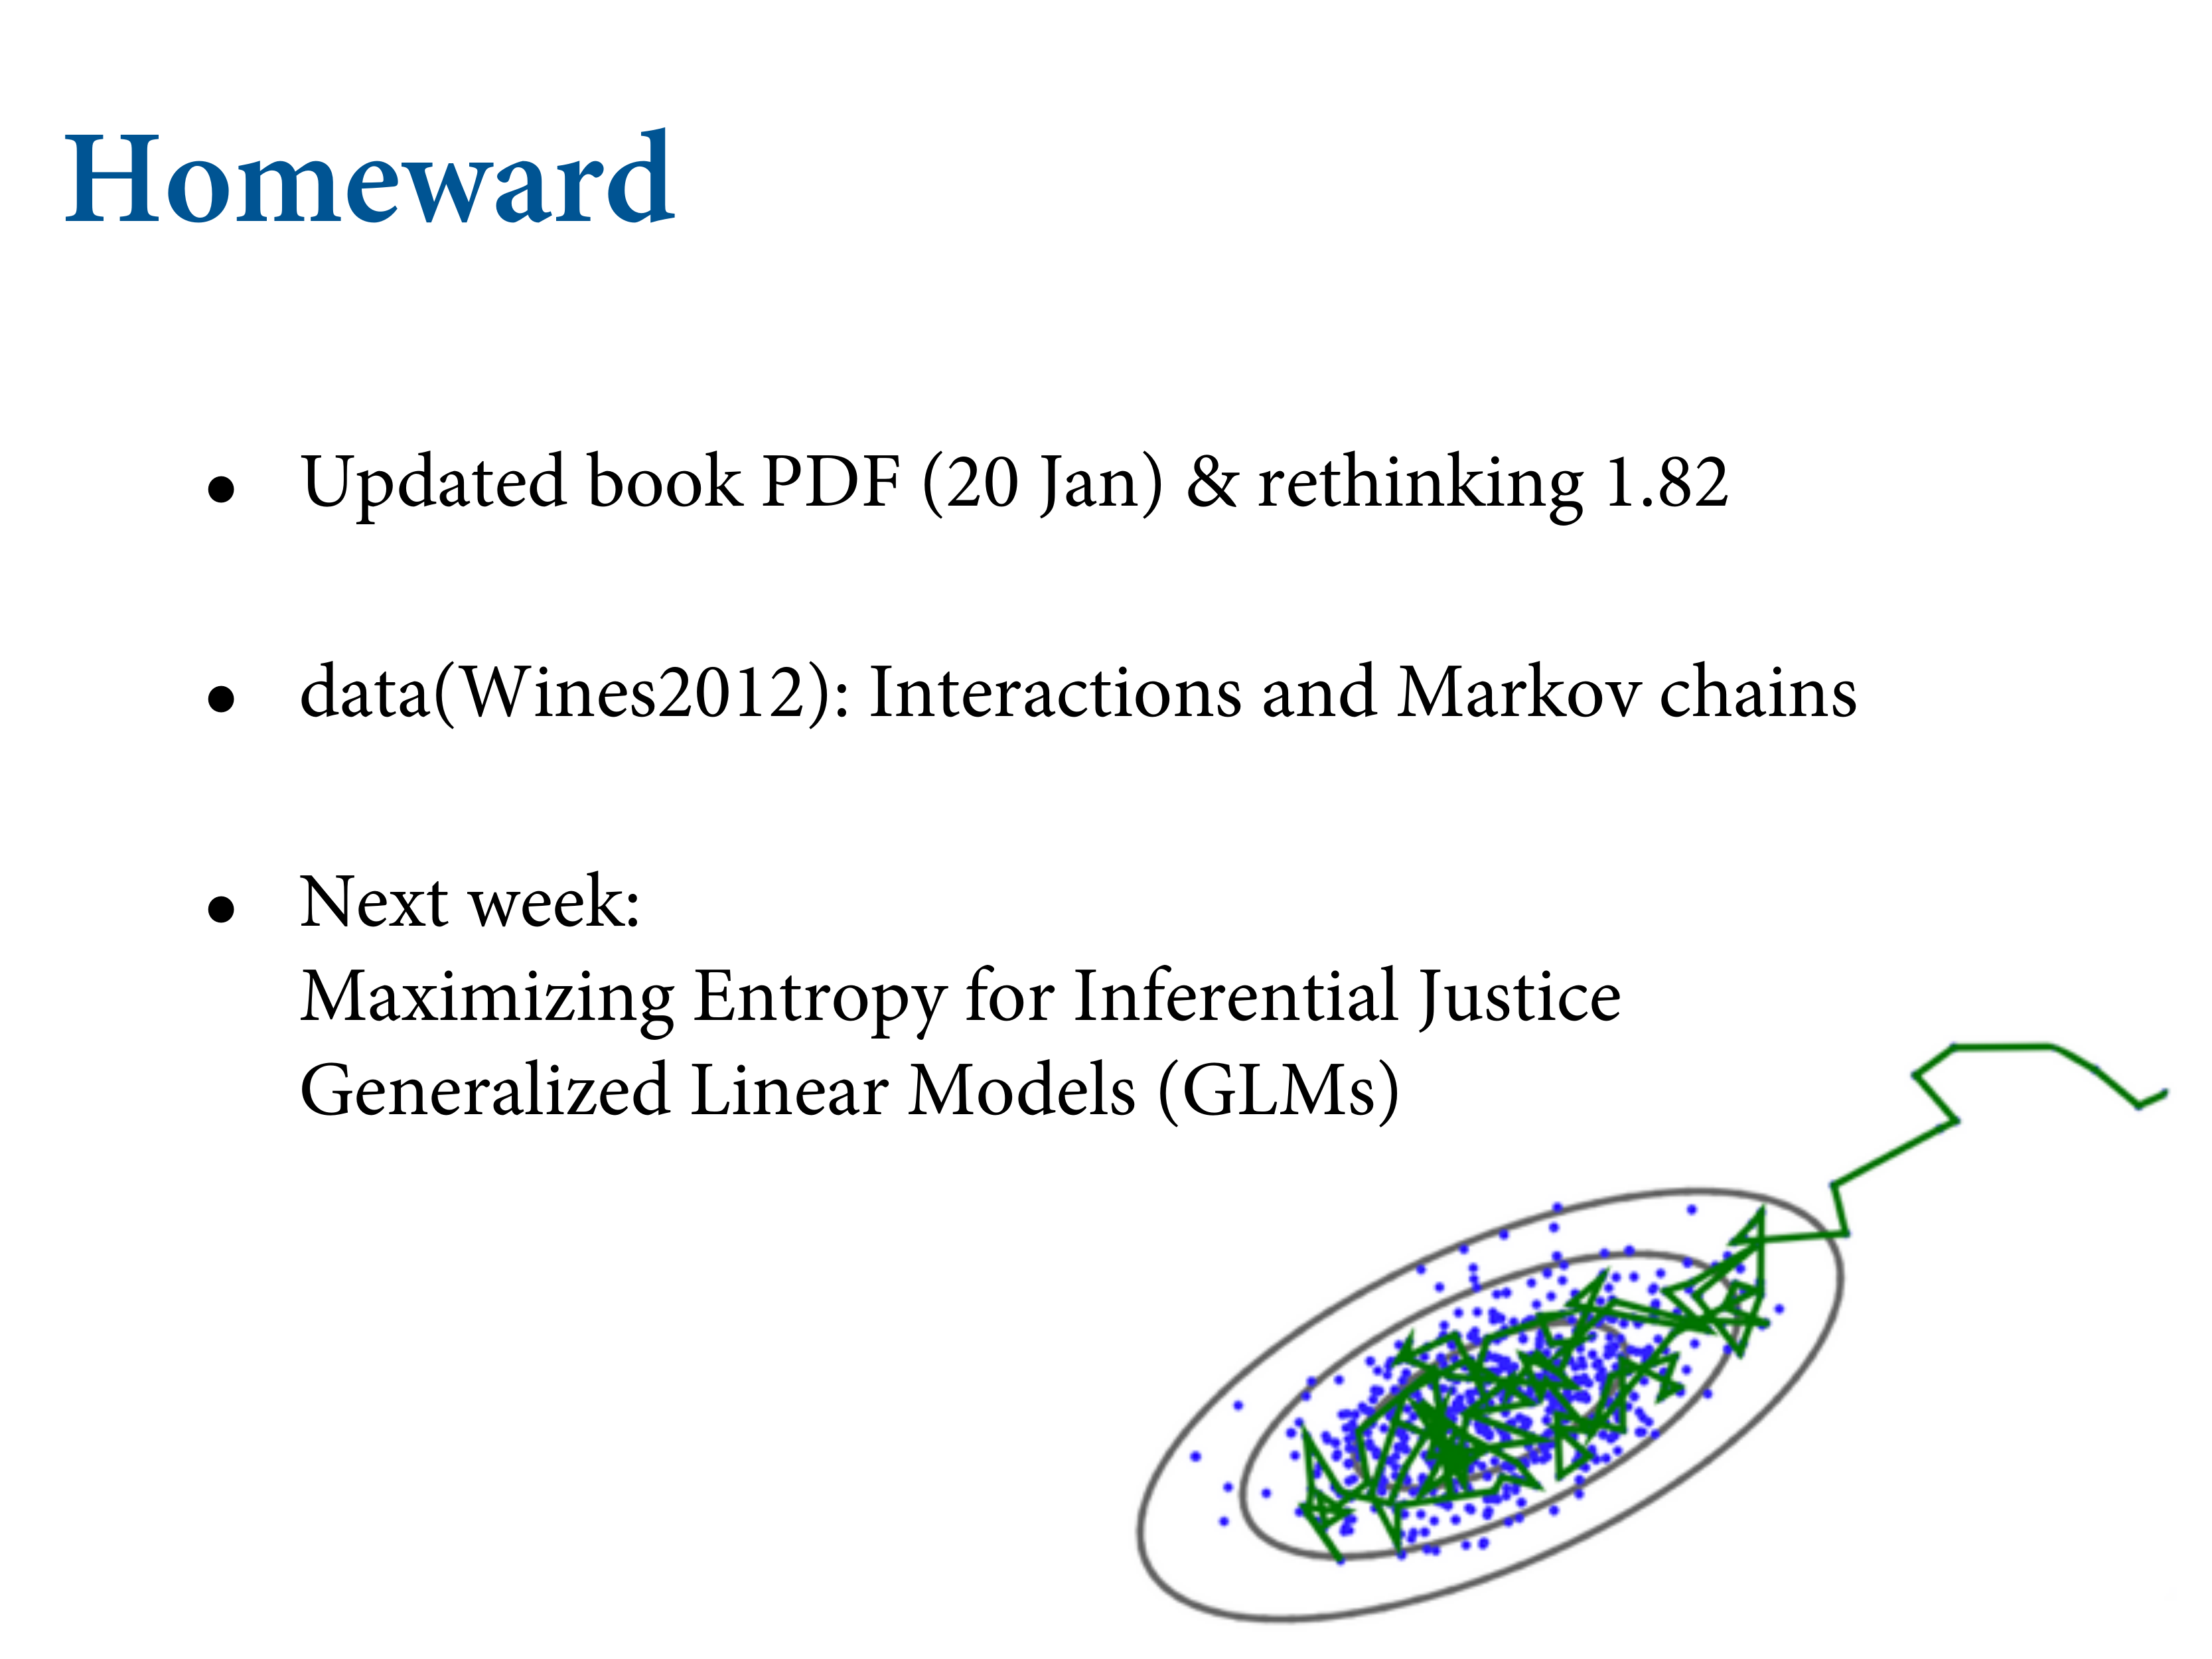 Homeward
• Updated book PDF (20 Jan) & rethinking 1.82
• data(Wines2012): Interactions and Markov chains
• Next week:
Maximizing Entropy for Inferential Justice
Generalized Linear Models (GLMs)